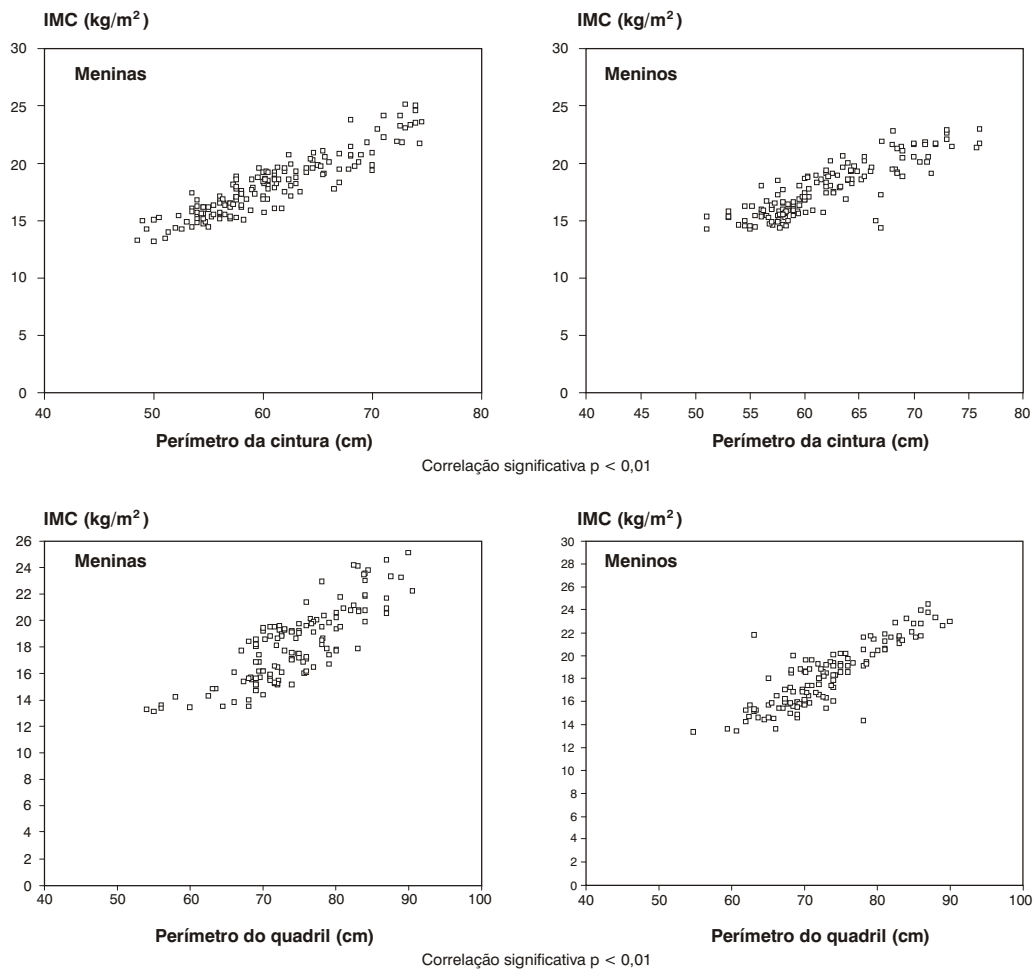 IMC (kg/m²)
Meninas
30
25
20
15
10
5
0
40 50 60 70 80
Perímetro da cintura (cm)
IMC (kg/m²)
Meninos
30
25
20
15
10
5
0
40 45 50 55 60 65 70 75 80
Perímetro da cintura (cm)
Correlação significativa p < 0,01
IMC (kg/m²)
Meninas
26
24
22
20
18
16
14
12
10
8
6
4
2
0
40 50 60 70 80 90 100
Perímetro do quadril (cm)
IMC (kg/m²)
Meninos
30
28
26
24
22
20
18
16
14
12
10
8
6
4
2
0
40 50 60 70 80 90 100
Perímetro do quadril (cm)
Correlação significativa p < 0,01